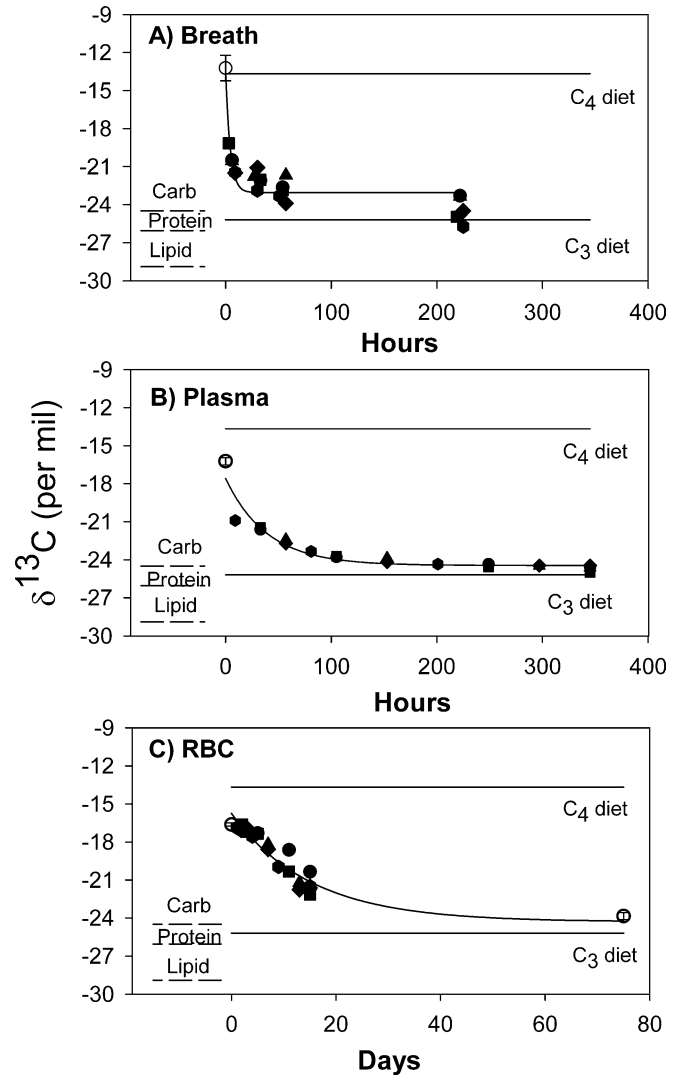 δ13C (per mil)
A) Breath
-9
-12
-15
-18
-21
-24
-27
-30
C4 diet
Carb
Protein
Lipid
C3 diet
0 100 200 300 400
Hours
B) Plasma
-9
-12
-15
-18
-21
-24
-27
-30
C4 diet
Carb
Protein
Lipid
C3 diet
0 100 200 300 400
Hours
C) RBC
-9
-12
-15
-18
-21
-24
-27
-30
C4 diet
Carb
Protein
Lipid
C3 diet
0 20 40 60 80
Days